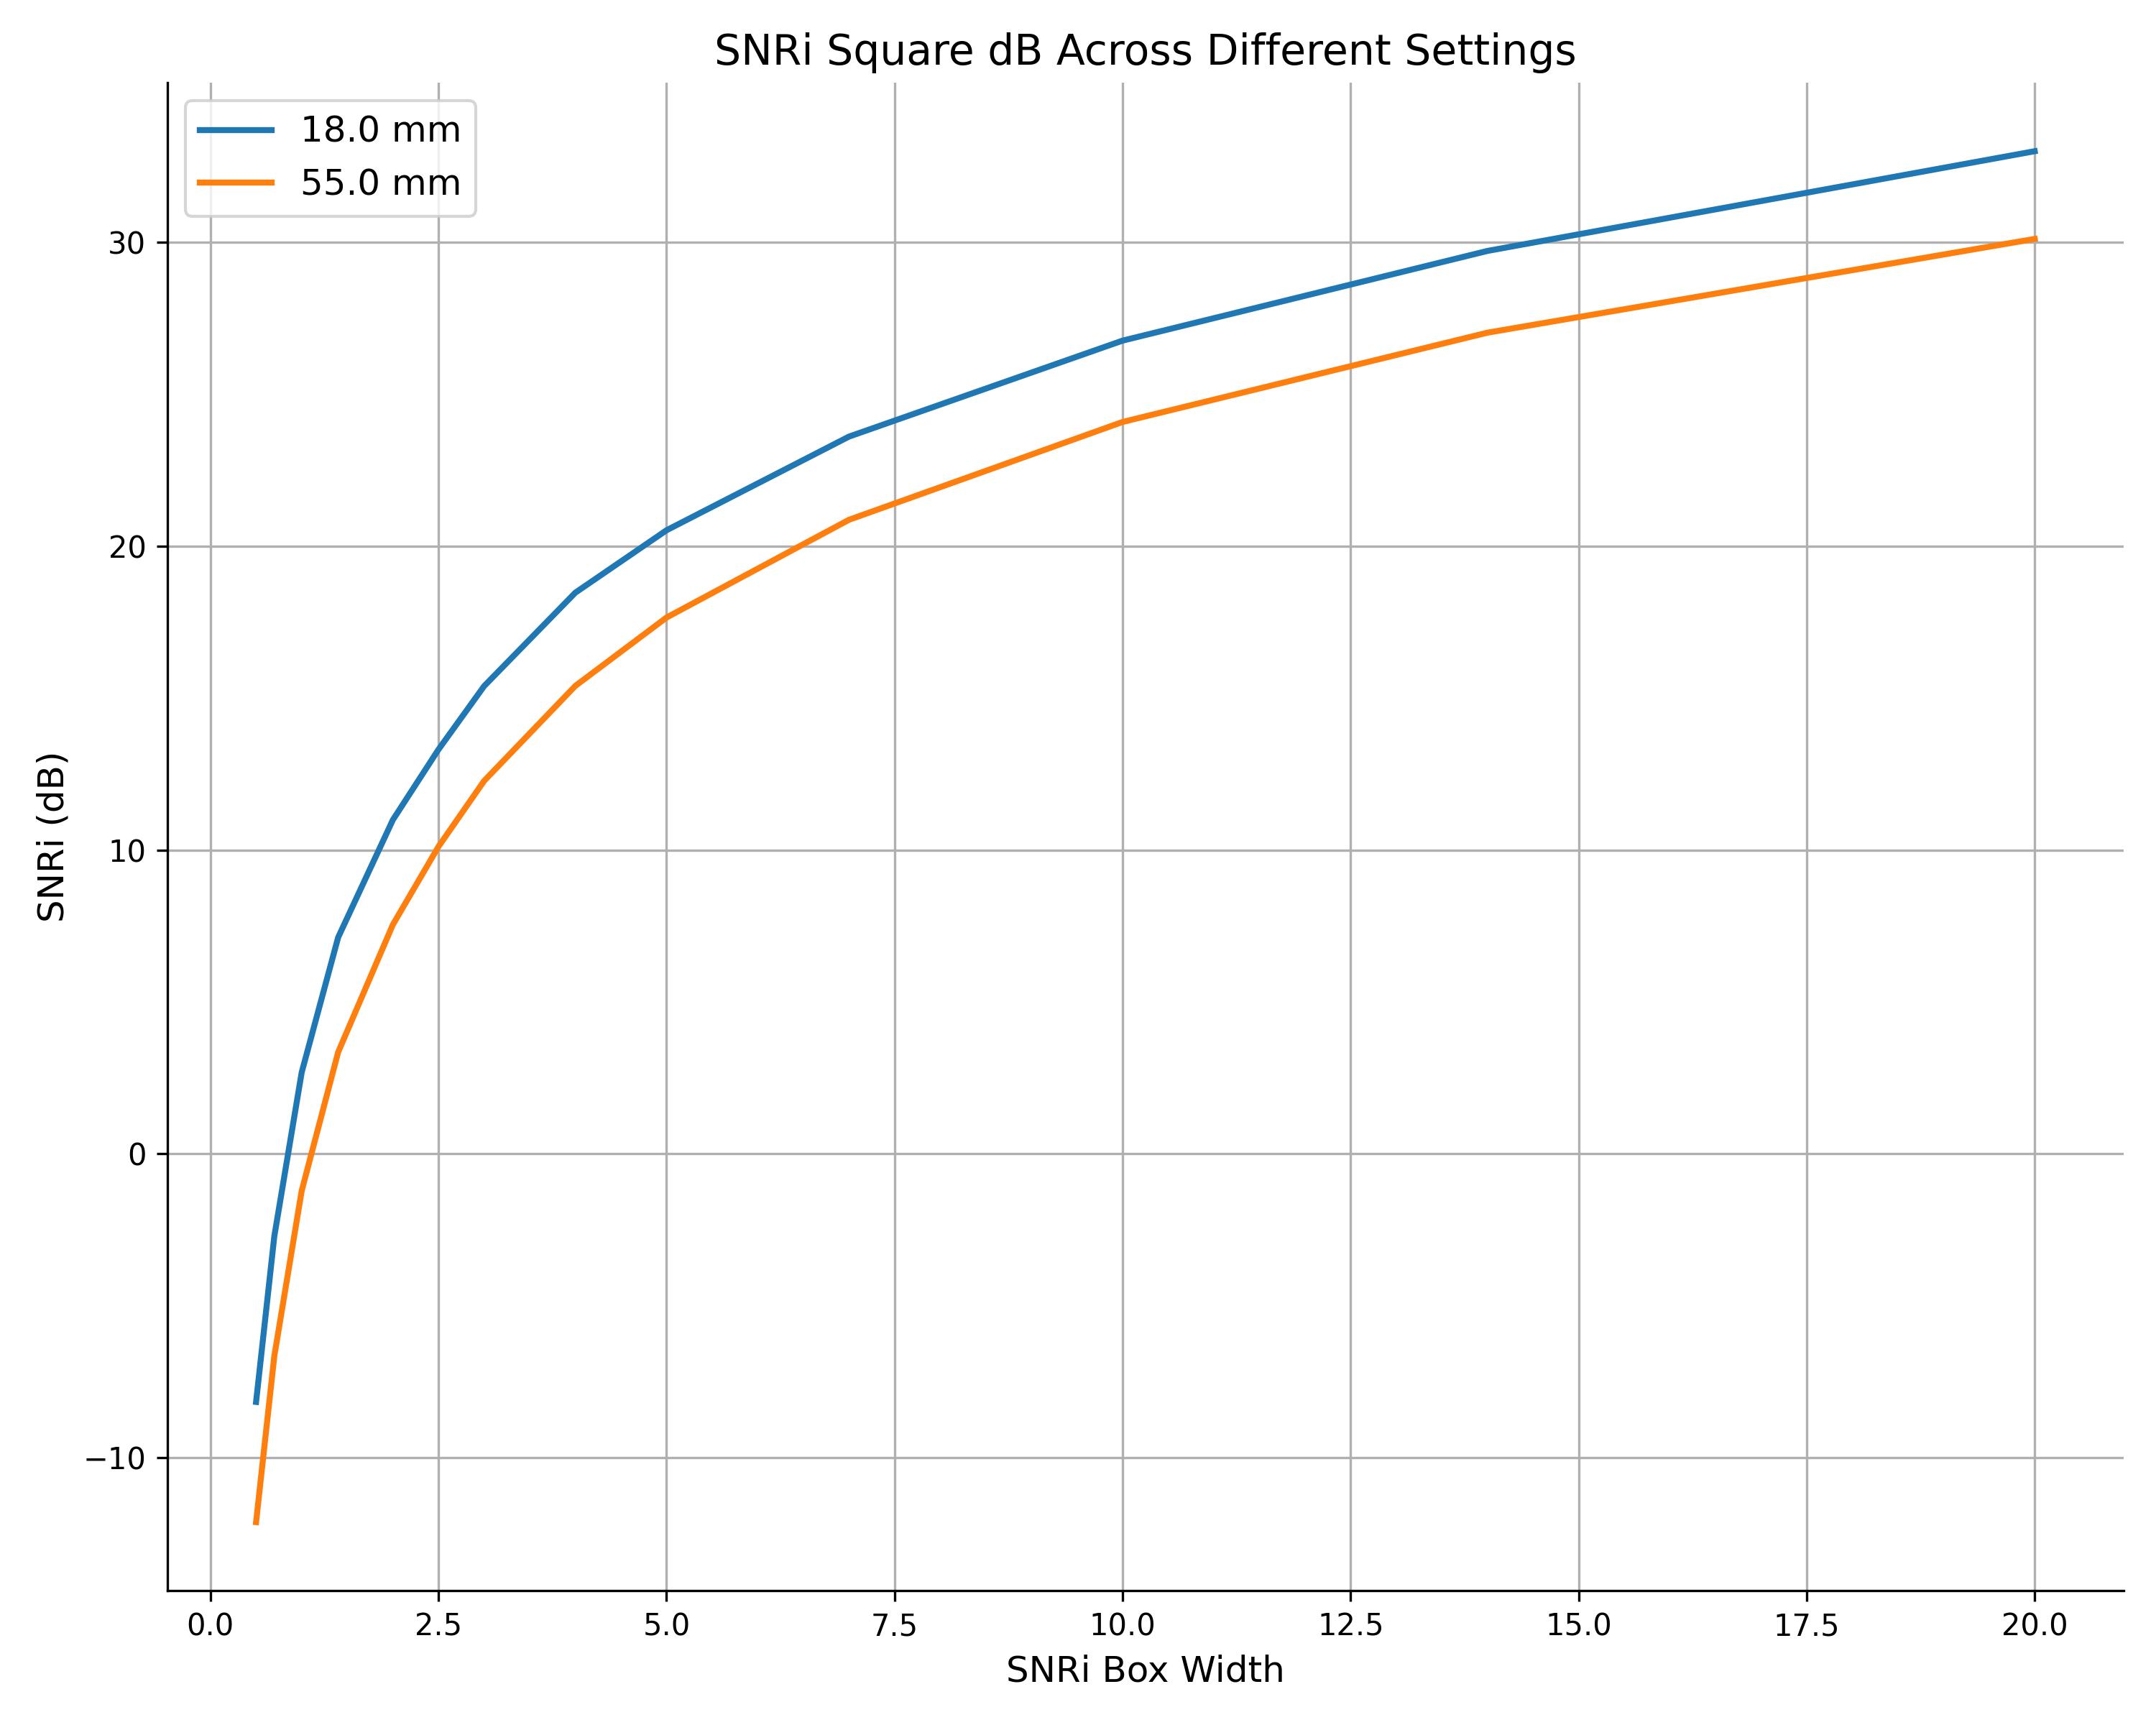 SNRi Square dB Across Different Settings
18.0 mm
55.0 mm
30
20
10
0
−10
SNRi (dB)
0.0 2.5 5.0 7.5 10.0 12.5 15.0 17.5 20.0
SNRi Box Width